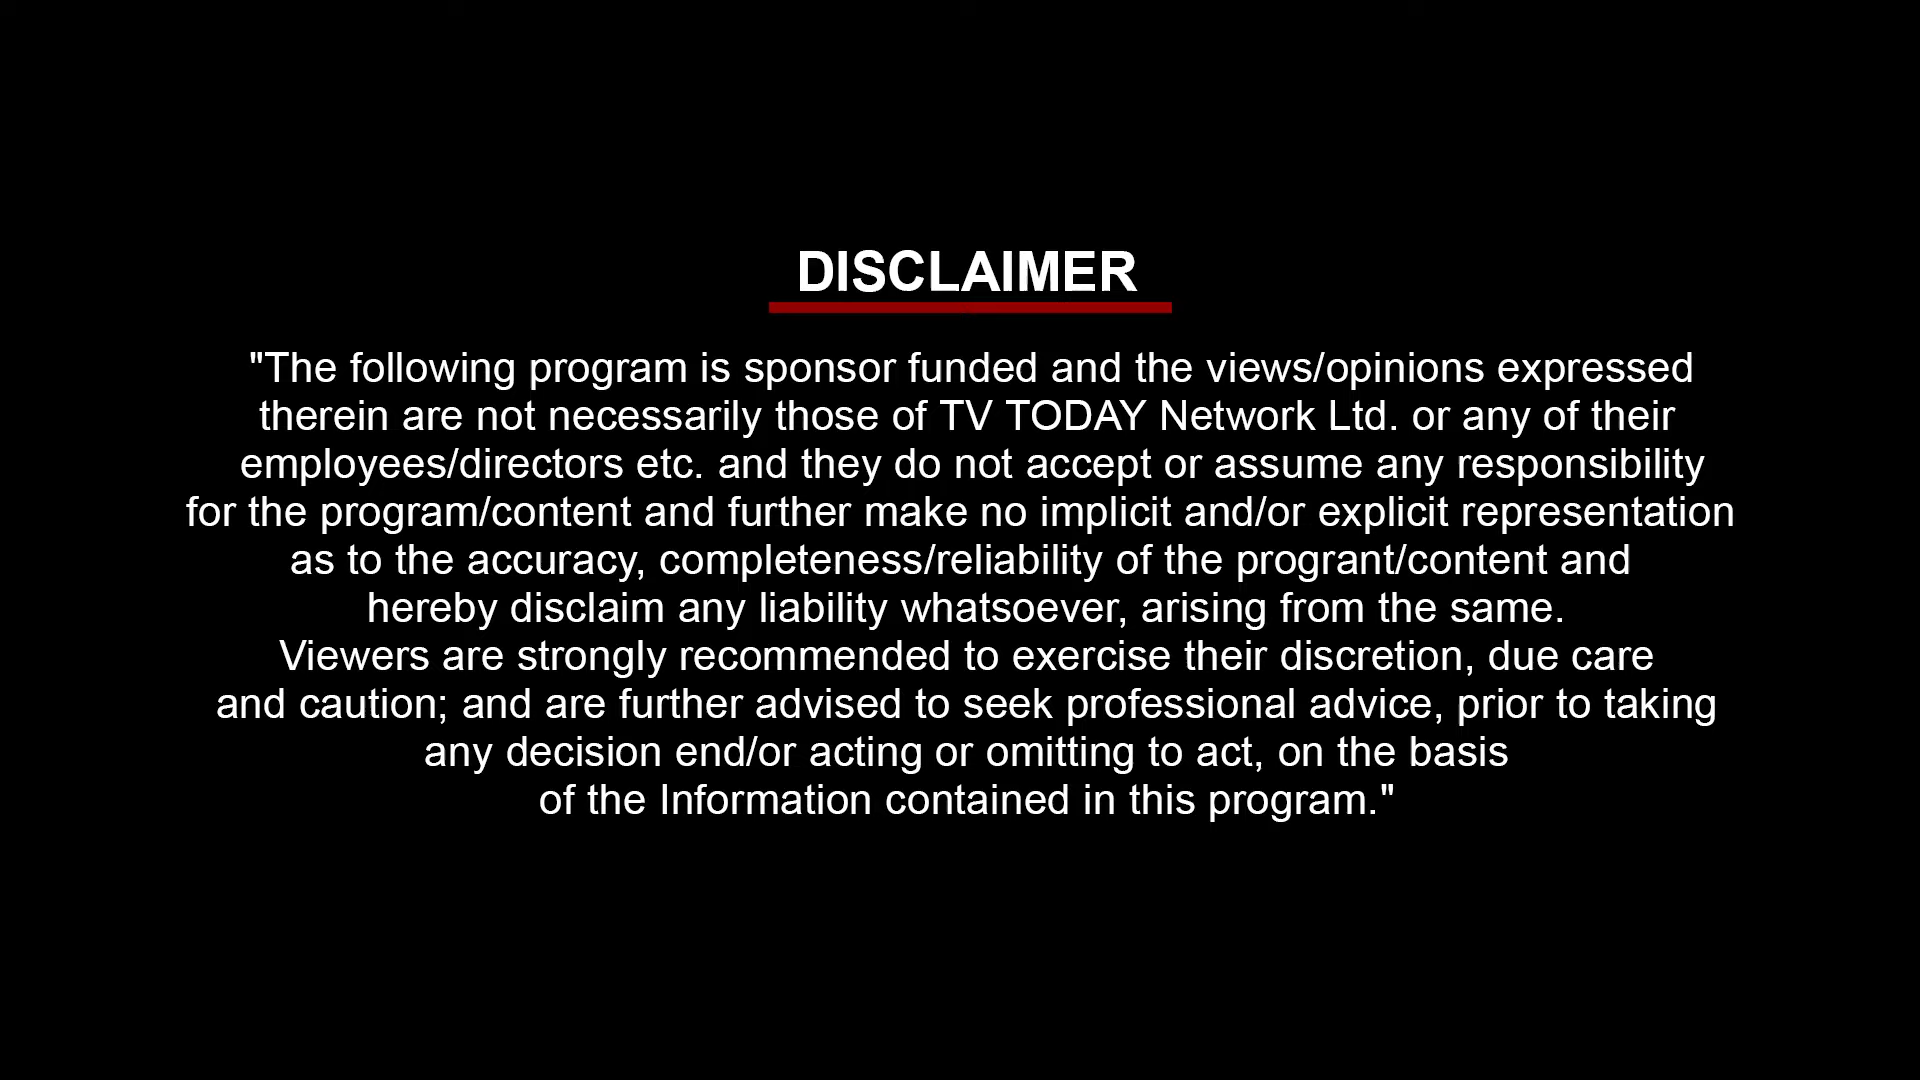 DISCLAIMER
"The following program is sponsor funded and the views/opinions expressed
therein are not necessarily those of TV TODAY Network Ltd. or any of their
employees/directors etc. and they do not accept or assume any responsibility
for the program/content and further make no implicit and/or explicit representation
as to the accuracy, completeness/reliability of the progrant/content and
hereby disclaim any liability whatsoever, arising from the same.
Viewers are strongly recommended to exercise their discretion, due care
and caution; and are further advised to seek professional advice, prior to taking
any decision end/or acting or omitting to act, on the basis
of the Information contained in this program."